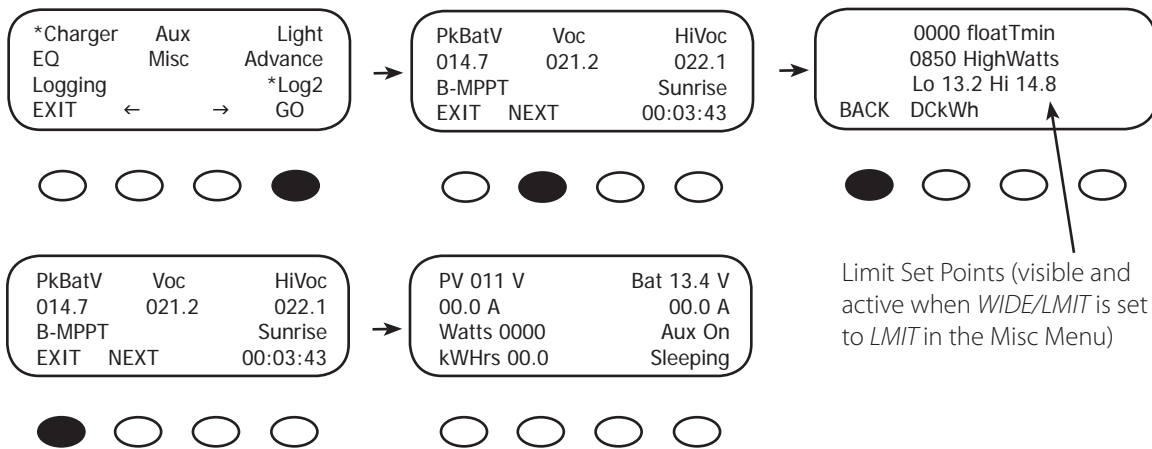 *Charger Aux Light
EQ Misc Advance
Logging *Log2
EXIT ← → GO
PkBatV Voc HiVoc
014.7 021.2 022.1
B-MPPT Sunrise
EXIT NEXT 00:03:43
0000 floatTmin
0850 HighWatts
Lo 13.2 Hi 14.8
BACK DCkWh
PkBatV Voc HiVoc
014.7 021.2 022.1
B-MPPT Sunrise
EXIT NEXT 00:03:43
PV 011 V Bat 13.4 V
00.0 A 00.0 A
Watts 0000 Aux On
kWHrs 00.0 Sleeping
Limit Set Points (visible and
active when WIDE/LMIT is set
to LMIT in the Misc Menu)